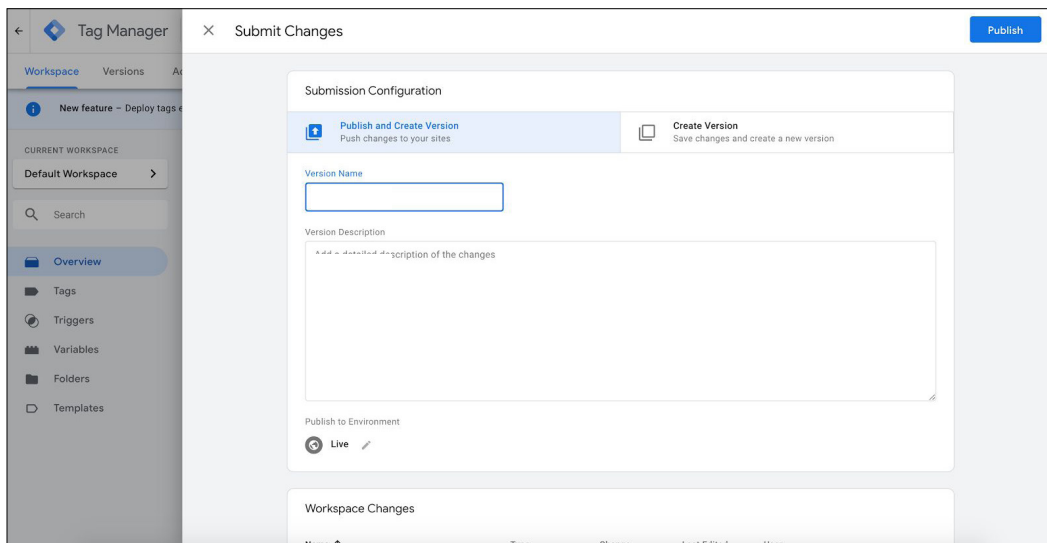 Tag Manager
Submit Changes
Publish
Workspace Versions
New feature – Deploy tags e
CURRENT WORKSPACE
Default Workspace
Search
Overview
Tags
Triggers
Variables
Folders
Templates
Submission Configuration
Publish and Create Version
Push changes to your sites
Create Version
Save changes and create a new version
Version Name
Version Description
Add a detailed description of the changes
Publish to Environment
Live
Workspace Changes